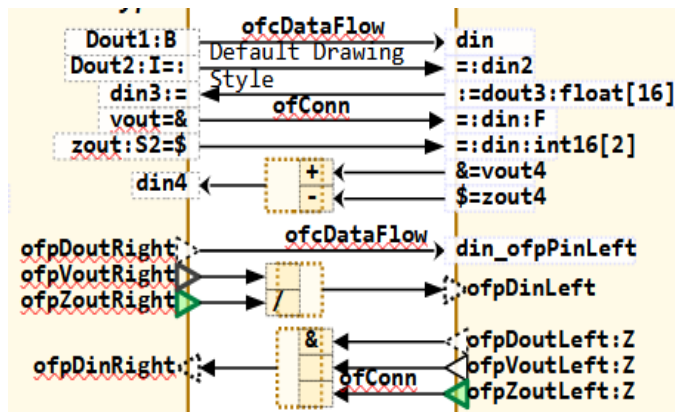 ofcDataFlow
Dout1:B din
Default Drawing
Dout2:I=: =:din2
Style
din3:= :=dout3:float[16]
ofConn
vout=& =:din:F
zout:S2=$ =:din:int16[2]
+ &=vout4
din4
- $=zout4
ofcDataFlow
ofpDoutRight din_ofpPinLeft
ofpVoutRight
ofpDinLeft
ofpZoutRight /
& ofpDoutLeft:Z
ofpDinRight ofpVoutLeft:Z
ofConn
ofpZoutLeft:Z